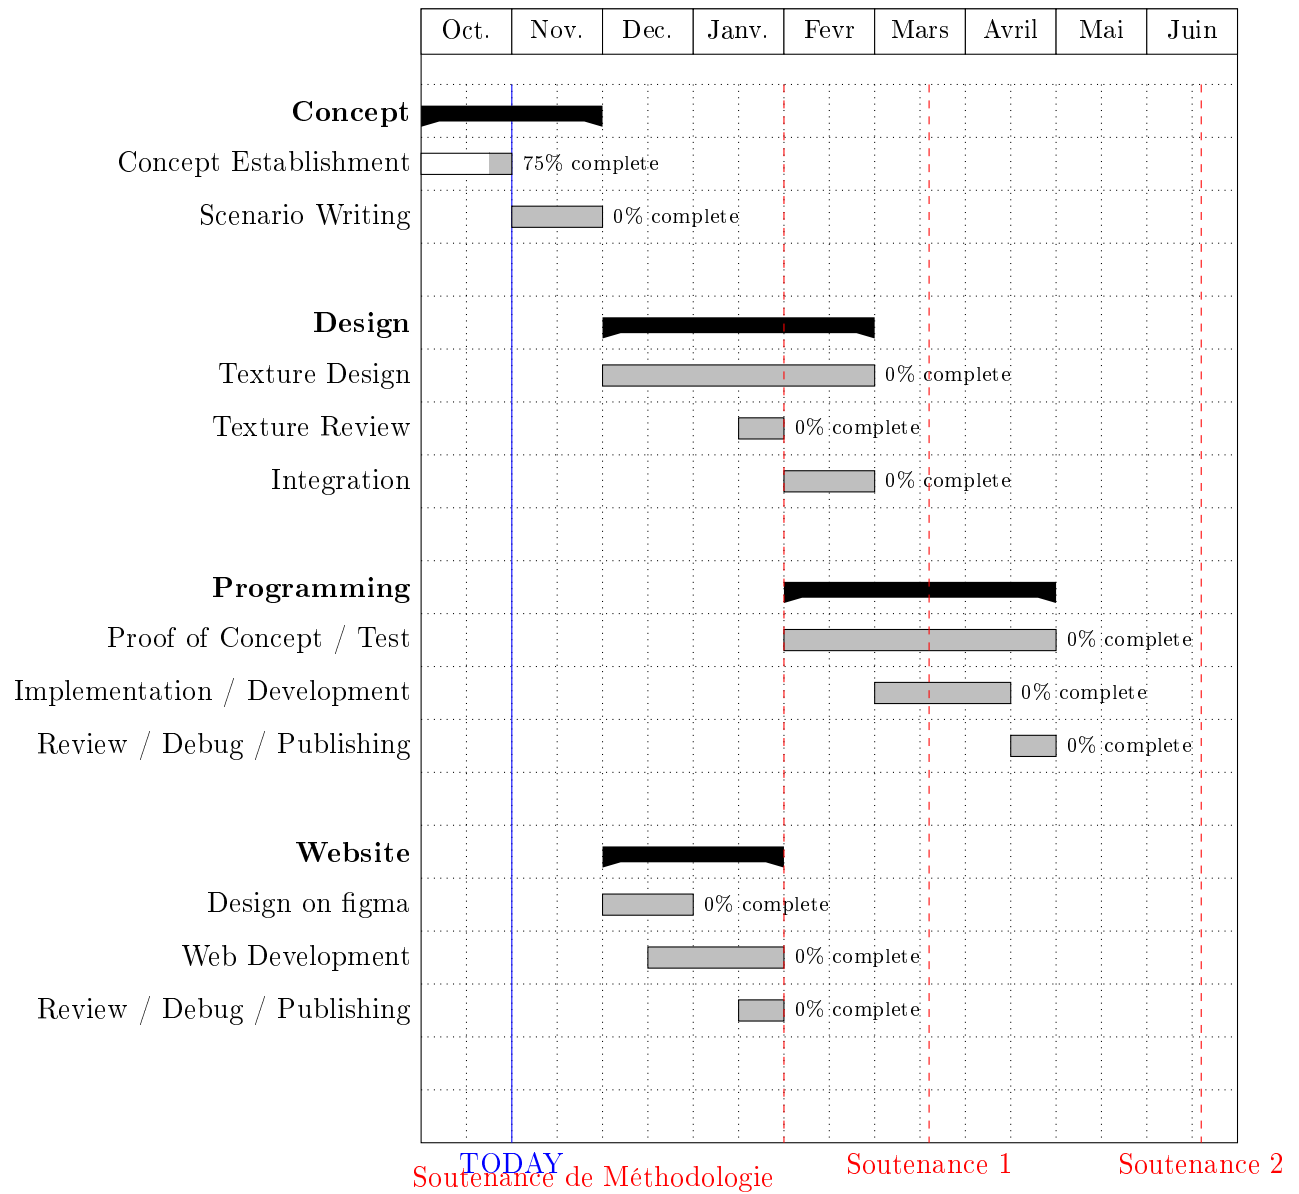 Oct. Nov. Dec. Janv. Fevr Mars Avril Mai Juin
Concept
Concept Establishment 75% complete
Scenario Writing 0% complete
Design
Texture Design 0% complete
Texture Review 0% complete
Integration 0% complete
Programming
Proof of Concept / Test 0% complete
Implementation / Development 0% complete
Review / Debug / Publishing 0% complete
Website
Design on figma 0% complete
Web Development 0% complete
Review / Debug / Publishing 0% complete
TODAY Soutenance 1 Soutenance 2
Soutenance de Méthodologie